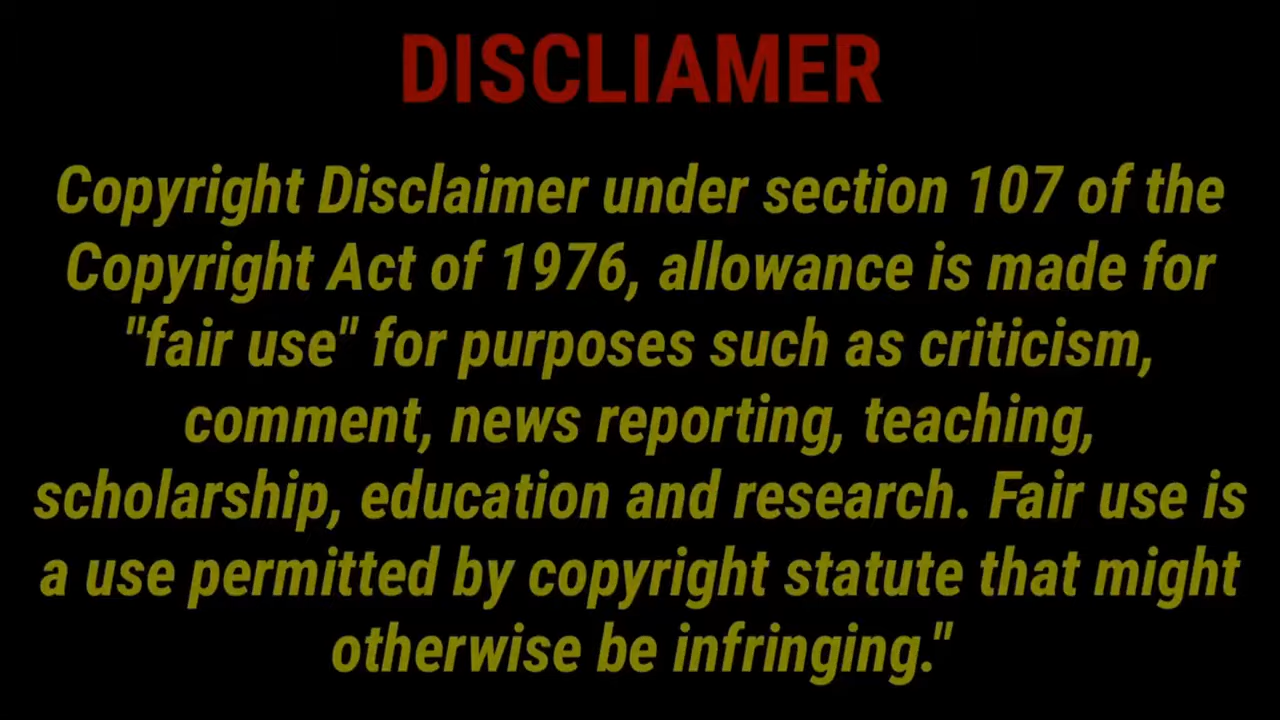 DISCLIAMER
Copyright Disclaimer under section 107 of the
Copyright Act of 1976, allowance is made for
"fair use" for purposes such as criticism,
comment, news reporting, teaching,
scholarship, education and research. Fair use is
a use permitted by copyright statute that might
otherwise be infringing."